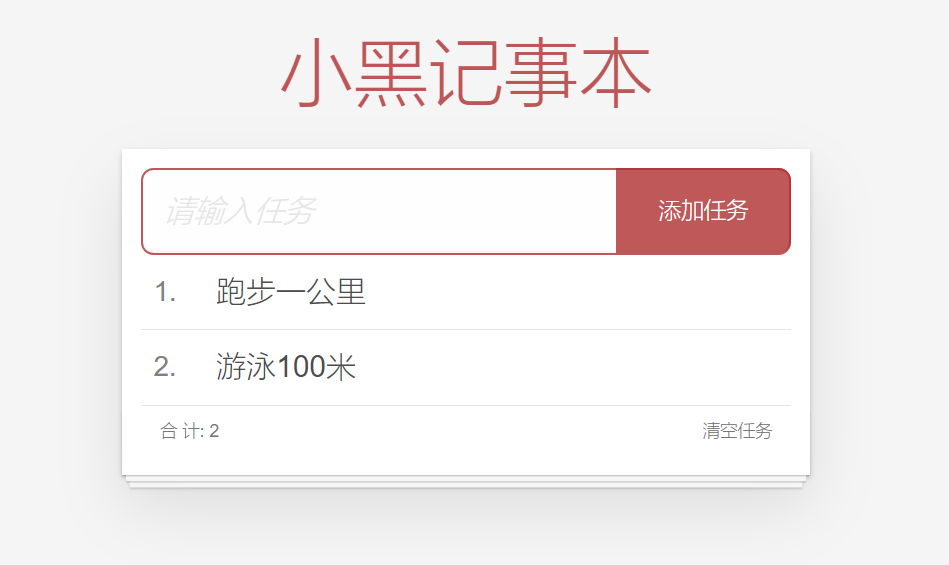 小黑记事本
请输入任务 添加任务
1. 跑步一公里
2. 游泳100米
合 计: 2 清空任务